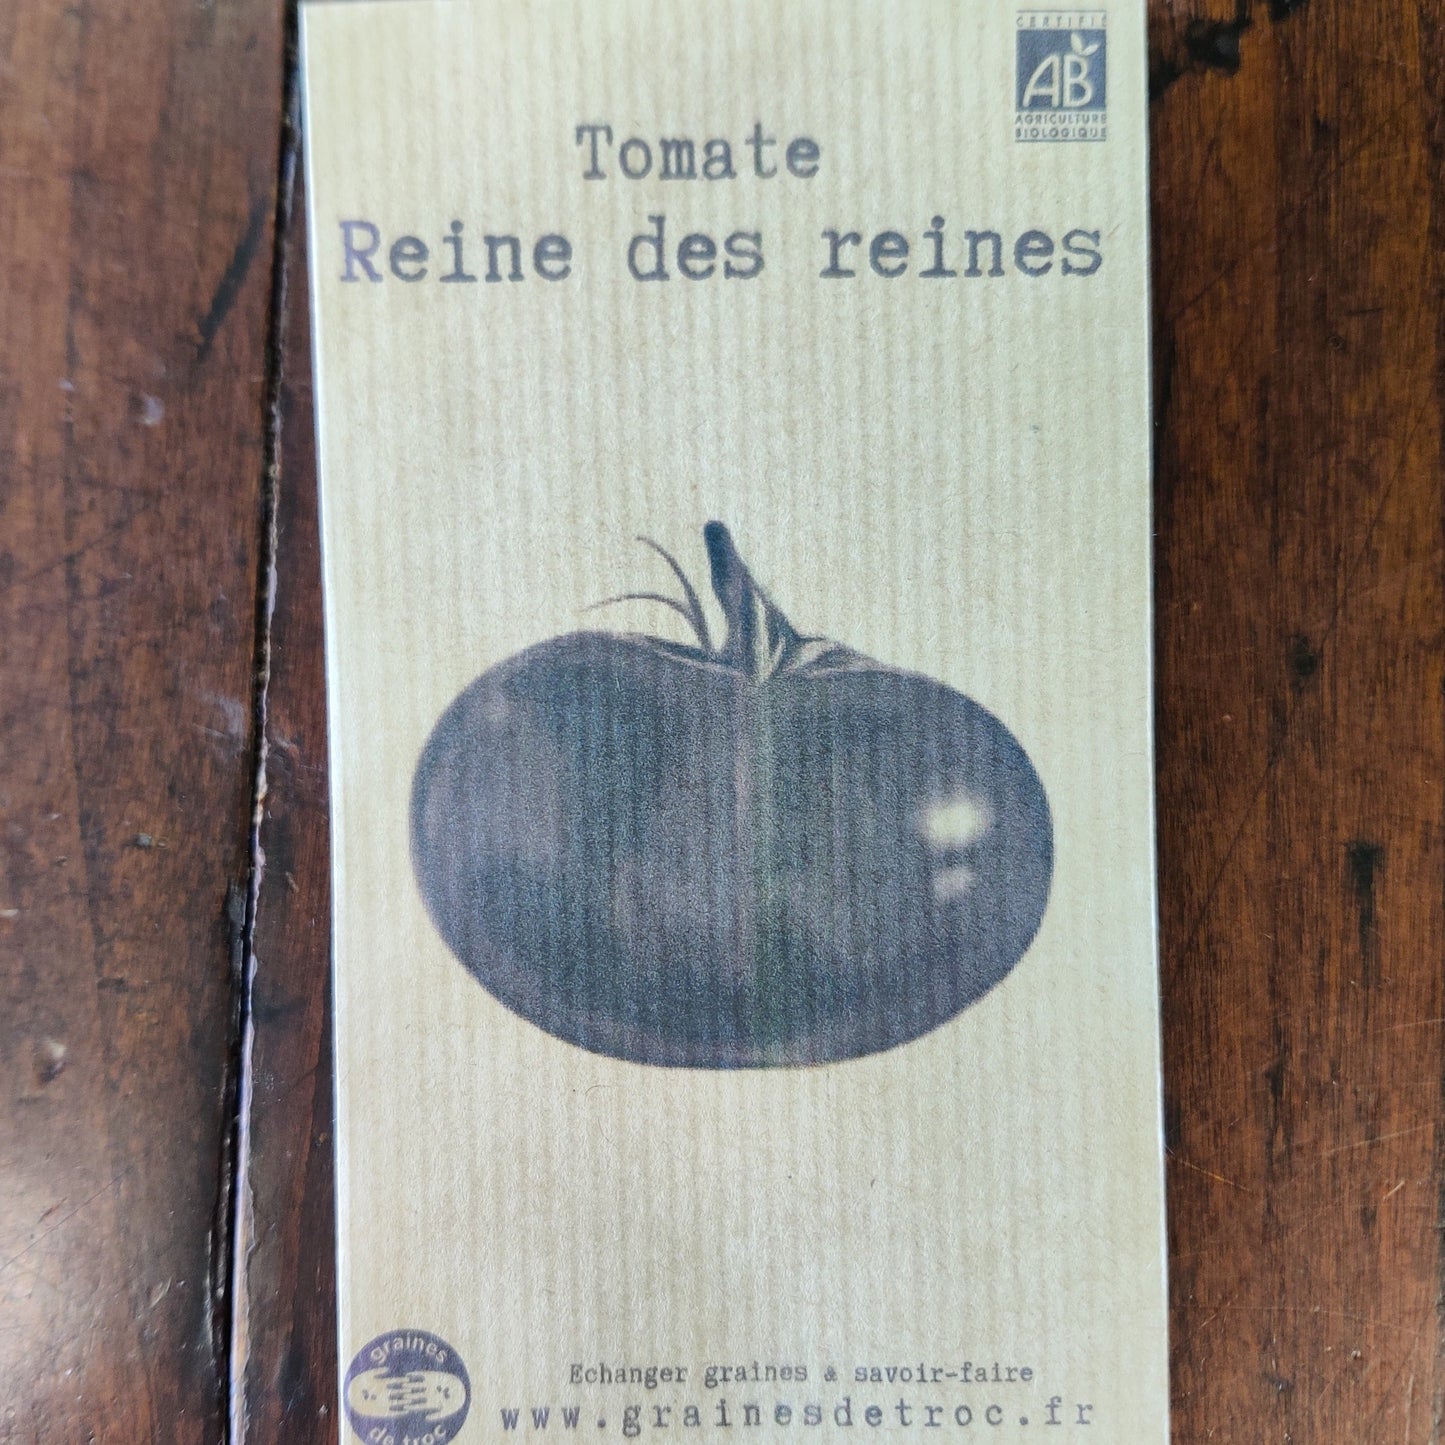 CERTIFIÉ
AB
AGRICULTURE
BIOLOGIQUE
Tomate
Reine des reines
graines
de troc
Echanger graines & savoir-faire
www.grainesdetroc.fr